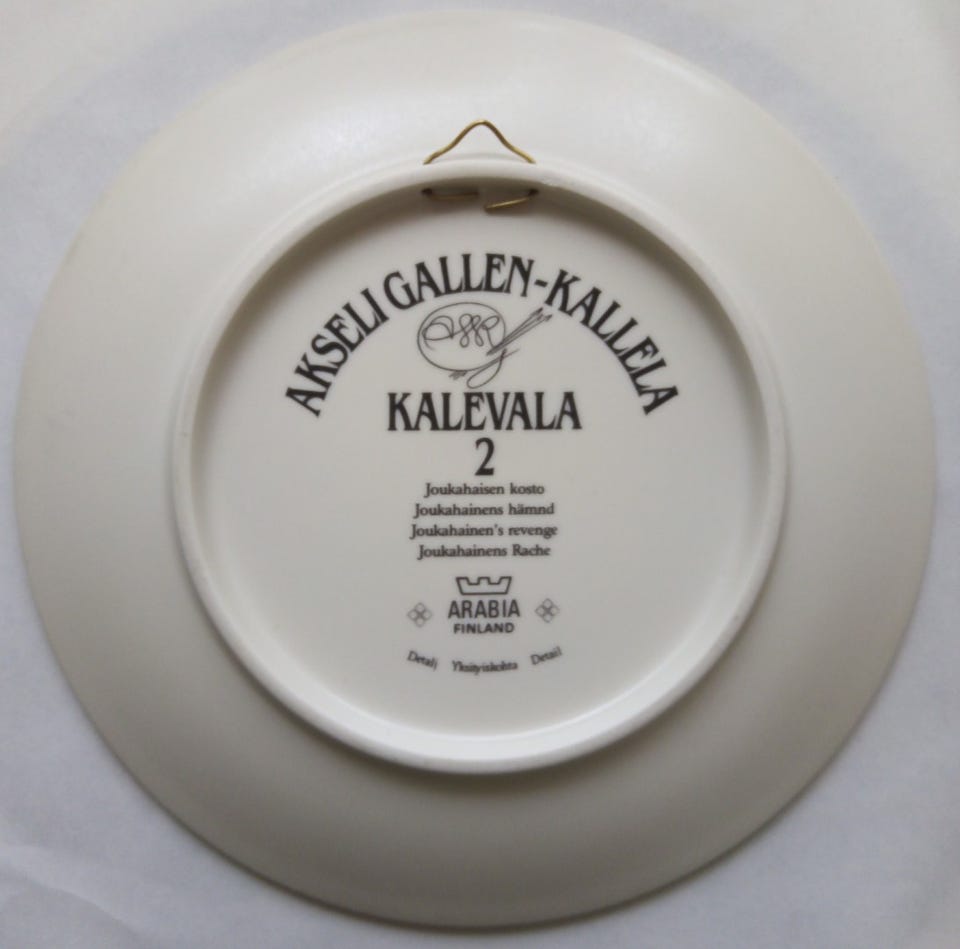 AKSELI GALLEN-KALLELA
KALEVALA
2
Joukahaisen kosto
Joukahainens hämnd
Joukahainen's revenge
Joukahainens Rache
ARABIA
FINLAND
Detalj Yksityiskohta Detail